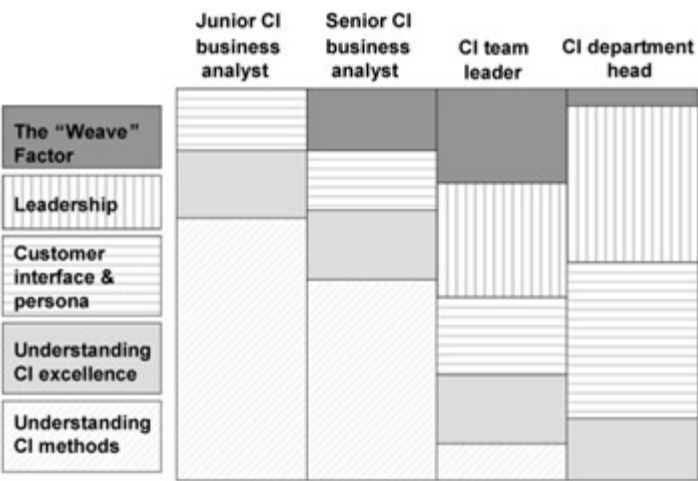 Junior CI
business
analyst
Senior CI
business
analyst
CI team
leader
CI department
head
The “Weave”
Factor
Leadership
Customer
interface &
persona
Understanding
CI excellence
Understanding
CI methods